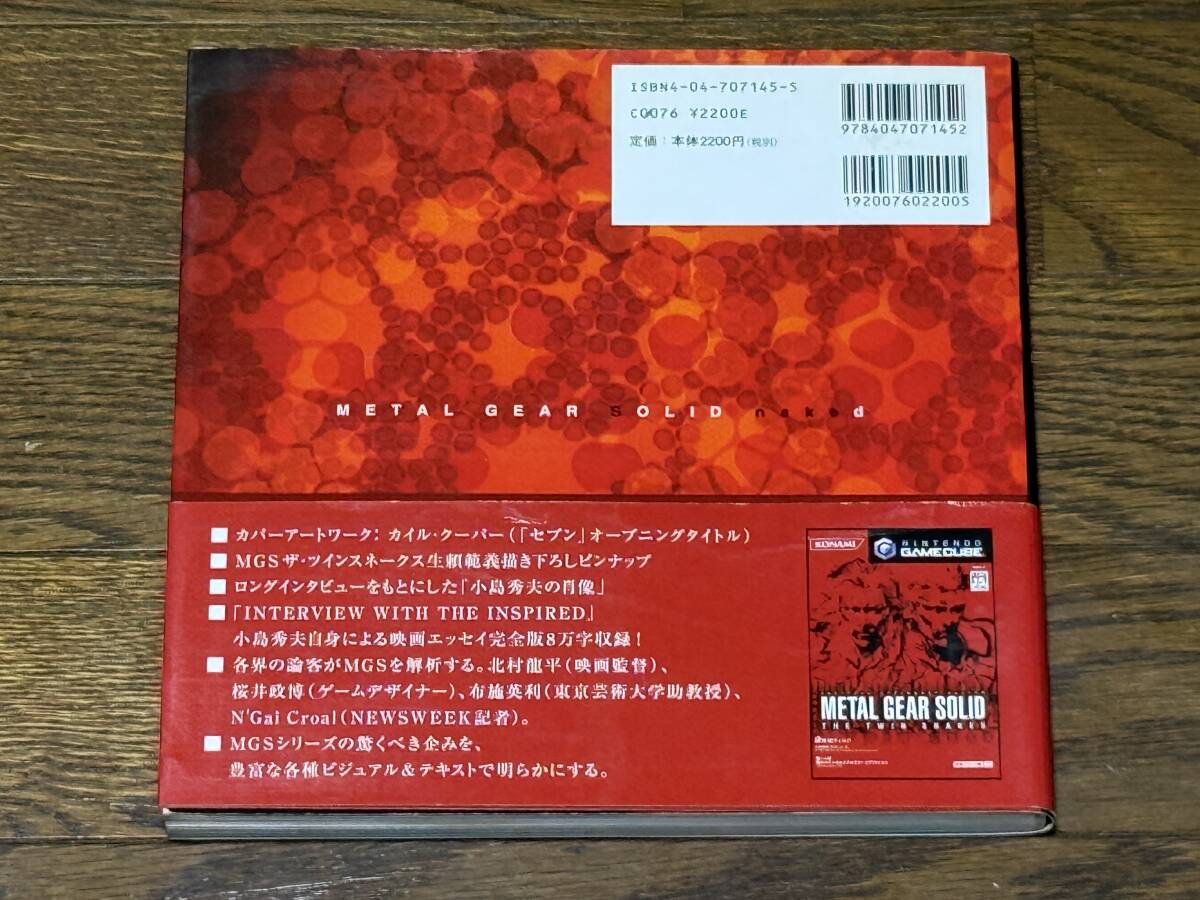 ISBN4-04-707145-5
C0076 ¥2200E
定価：本体2200円(税別)
9784047071452
1920076022005
METAL GEAR SOLID naked
■ カバーアートワーク: カイル・クーパー(「セブン」オープニングタイトル)
■ MGSザ・ツインスネークス生頼範義描き下ろしピンナップ
■ ロングインタビューをもとにした「小島秀夫の肖像」
■ 「INTERVIEW WITH THE INSPIRED」
小島秀夫自身による映画エッセイ完全版8万字収録!
■ 各界の論客がMGSを解析する。北村龍平(映画監督)、
桜井政博(ゲームデザイナー)、布施英利(東京芸術大学助教授)、
N'Gai Croal(NEWSWEEK記者)。
■ MGSシリーズの驚くべき企みを、
豊富な各種ビジュアル&テキストで明らかにする。
KONAMI
NINTENDO
GAMECUBE
METAL GEAR SOLID
THE TWIN SNAKES